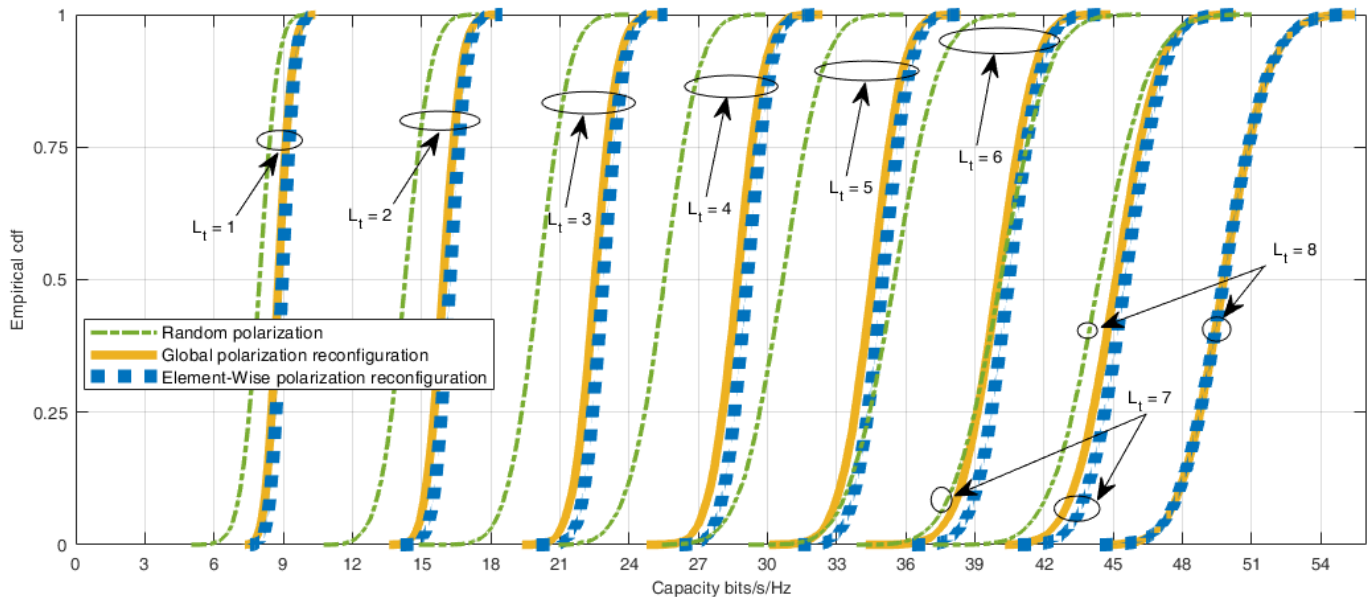 1
0.75
0.5
0.25
0
Empirical cdf
L_t = 1
L_t = 2
L_t = 3
L_t = 4
L_t = 5
L_t = 6
L_t = 8
L_t = 7
Random polarization
Global polarization reconfiguration
Element-Wise polarization reconfiguration
0 3 6 9 12 15 18 21 24 27 30 33 36 39 42 45 48 51 54
Capacity bits/s/Hz